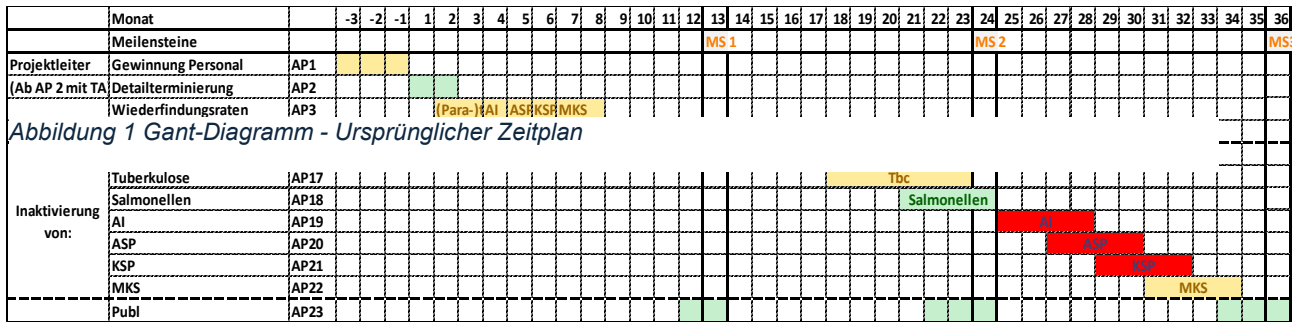 Monat -3 -2 -1 1 2 3 4 5 6 7 8 9 10 11 12 13 14 15 16 17 18 19 20 21 22 23 24 25 26 27 28 29 30 31 32 33 34 35 36
Meilensteine MS 1 MS 2 MS3
Projektleiter Gewinnung Personal AP1
(Ab AP 2 mit TA Detailterminierung AP2
Wiederfindungsraten AP3 (Para-)t AI ASP KSP MKS
Abbildung 1 Gant-Diagramm - Ursprünglicher Zeitplan
Tuberkulose AP17 Tbc
Salmonellen AP18 Salmonellen
Inaktivierung von:
AI AP19 AI
ASP AP20 ASP
KSP AP21 KSP
MKS AP22 MKS
Publ AP23